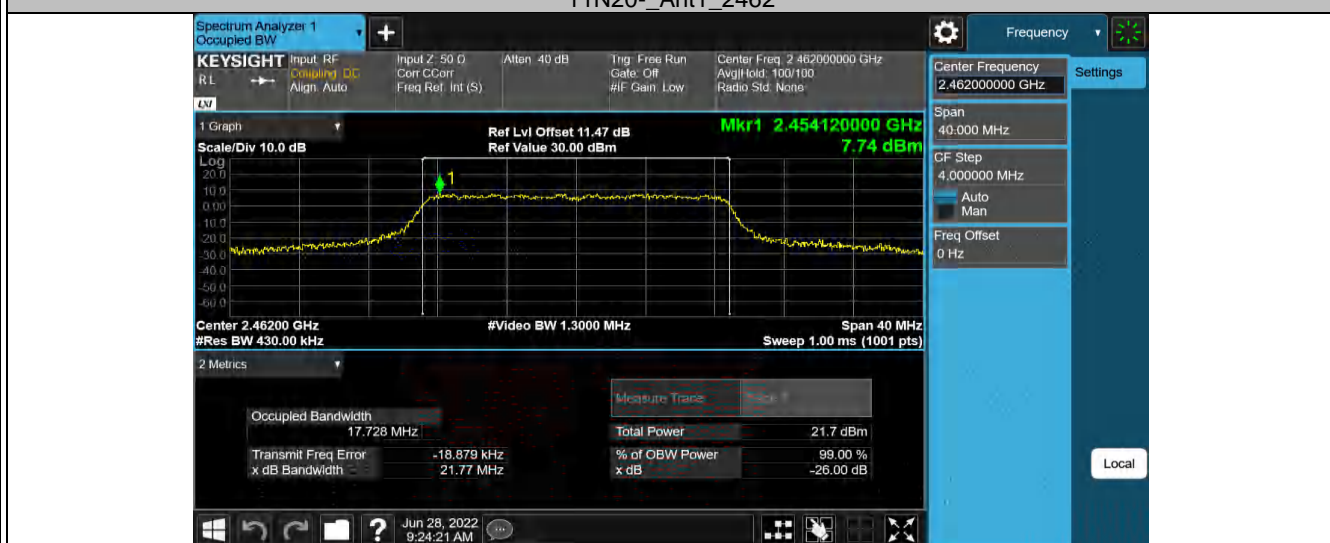 11N20-_Ant1_2462
Spectrum Analyzer 1
Occupied BW
Frequency
KEYSIGHT
R L
LXI
Input: RF
Coupling: DC
Align: Auto
Input Z: 50 Ω
Corr CCorr
Freq Ref: Int (S)
Atten: 40 dB
Trig: Free Run
Gate: Off
#IF Gain: Low
Center Freq: 2.462000000 GHz
Avg|Hold: 100/100
Radio Std: None
Center Frequency
2.462000000 GHz
Settings
Span
40.000 MHz
CF Step
4.000000 MHz
Auto
Man
Freq Offset
0 Hz
Local
1 Graph
Scale/Div 10.0 dB
Ref Lvl Offset 11.47 dB
Ref Value 30.00 dBm
Mkr1 2.454120000 GHz
7.74 dBm
Log
20.0
10.0
0.00
-10.0
-20.0
-30.0
-40.0
-50.0
-60.0
1
Center 2.46200 GHz
#Res BW 430.00 kHz
#Video BW 1.3000 MHz
Span 40 MHz
Sweep 1.00 ms (1001 pts)
2 Metrics
Measure Trace
Trace 1
Occupied Bandwidth
17.728 MHz
Total Power 21.7 dBm
Transmit Freq Error -18.879 kHz
% of OBW Power 99.00 %
x dB Bandwidth 21.77 MHz
x dB -26.00 dB
Jun 28, 2022
9:24:21 AM